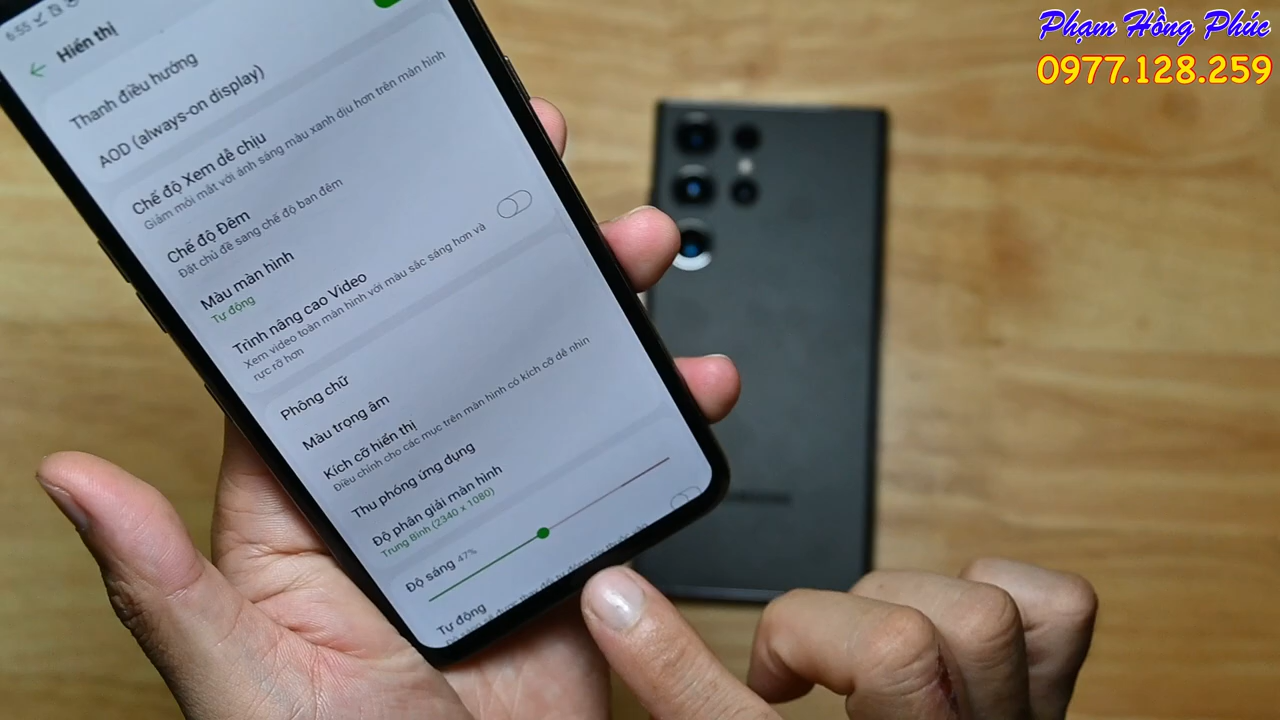 Phạm Hồng Phúc
0977.128.259
6:55
Hiển thị
Thanh điều hướng
AOD (always-on display)
Chế độ Xem dễ chịu
Giảm mỏi mắt với ánh sáng màu xanh dịu hơn trên màn hình
Chế độ Đêm
Đặt chủ đề sang chế độ ban đêm
Màu màn hình
Tự động
Trình nâng cao Video
Xem video toàn màn hình với màu sắc sáng hơn và
rực rỡ hơn
Phông chữ
Màu trọng âm
Kích cỡ hiển thị
Điều chỉnh cho các mục trên màn hình có kích cỡ dễ nhìn
Thu phóng ứng dụng
Độ phân giải màn hình
Trung Bình (2340 x 1080)
Độ sáng 47%
Tự động